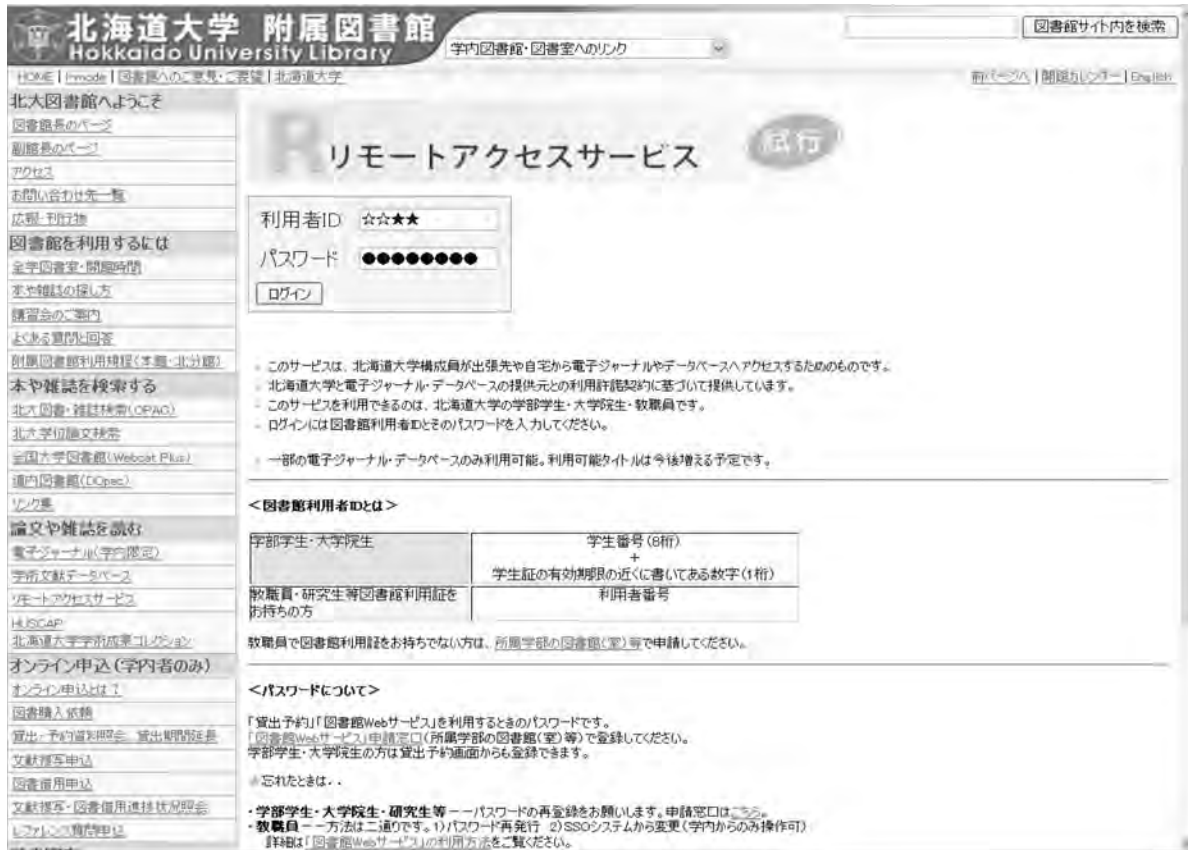 北海道大学 附属図書館
Hokkaido University Library
学内図書館・図書室へのリンク
図書館サイト内を検索
HOME | i-mode | 図書館へのご意見・ご要望 | 北海道大学
前ページへ | 開館カレンダー | English
北大図書館へようこそ
図書館長のページ
副館長のページ
アクセス
お問い合わせ先一覧
広報・刊行物
図書館を利用するには
全学図書室・開館時間
本や雑誌の探し方
講習会のご案内
よくある質問と回答
附属図書館利用規程(本館・北分館)
本や雑誌を検索する
北大図書・雑誌検索(OPAC)
北大学位論文検索
全国大学図書館(Webcat Plus)
道内図書館(DOpac)
リンク集
論文や雑誌を読む
電子ジャーナル(学内限定)
学術文献データベース
リモートアクセスサービス
HUSCAP
北海道大学学術成果コレクション
オンライン申込(学内者のみ)
オンライン申込とは?
図書購入依頼
貸出・予約資料照会、貸出期間延長
文献複写申込
図書借用申込
文献複写・図書借用進捗状況照会
レファレンス質問申込
リモートアクセスサービス 試行
利用者ID ☆☆★★
パスワード ●●●●●●●●
ログイン
このサービスは、北海道大学構成員が出張先や自宅から電子ジャーナルやデータベースへアクセスするためのものです。
北海道大学と電子ジャーナル・データベースの提供元との利用許諾契約に基づいて提供しています。
このサービスを利用できるのは、北海道大学の学部学生・大学院生・教職員です。
ログインには図書館利用者IDとそのパスワードを入力してください。
一部の電子ジャーナル・データベースのみ利用可能。利用可能タイトルは今後増える予定です。
<図書館利用者IDとは>
学部学生・大学院生
学生番号(8桁)
+
学生証の有効期限の近くに書いてある数字(1桁)
教職員・研究生等図書館利用証を
お持ちの方
利用者番号
教職員で図書館利用証をお持ちでない方は、所属学部の図書館(室)等で申請してください。
<パスワードについて>
「貸出予約」「図書館Webサービス」を利用するときのパスワードです。
「図書館Webサービス」申請窓口(所属学部の図書館(室)等)で登録してください。
学部学生・大学院生の方は貸出予約画面からも登録できます。
忘れたときは・・
・学部学生・大学院生・研究生等－－パスワードの再登録をお願いします。申請窓口はこちら。
・教職員－－方法は二通りです。1)パスワード再発行 2)SSOシステムから変更(学内からのみ操作可)
詳細は「図書館Webサービス」の利用方法をご覧ください。